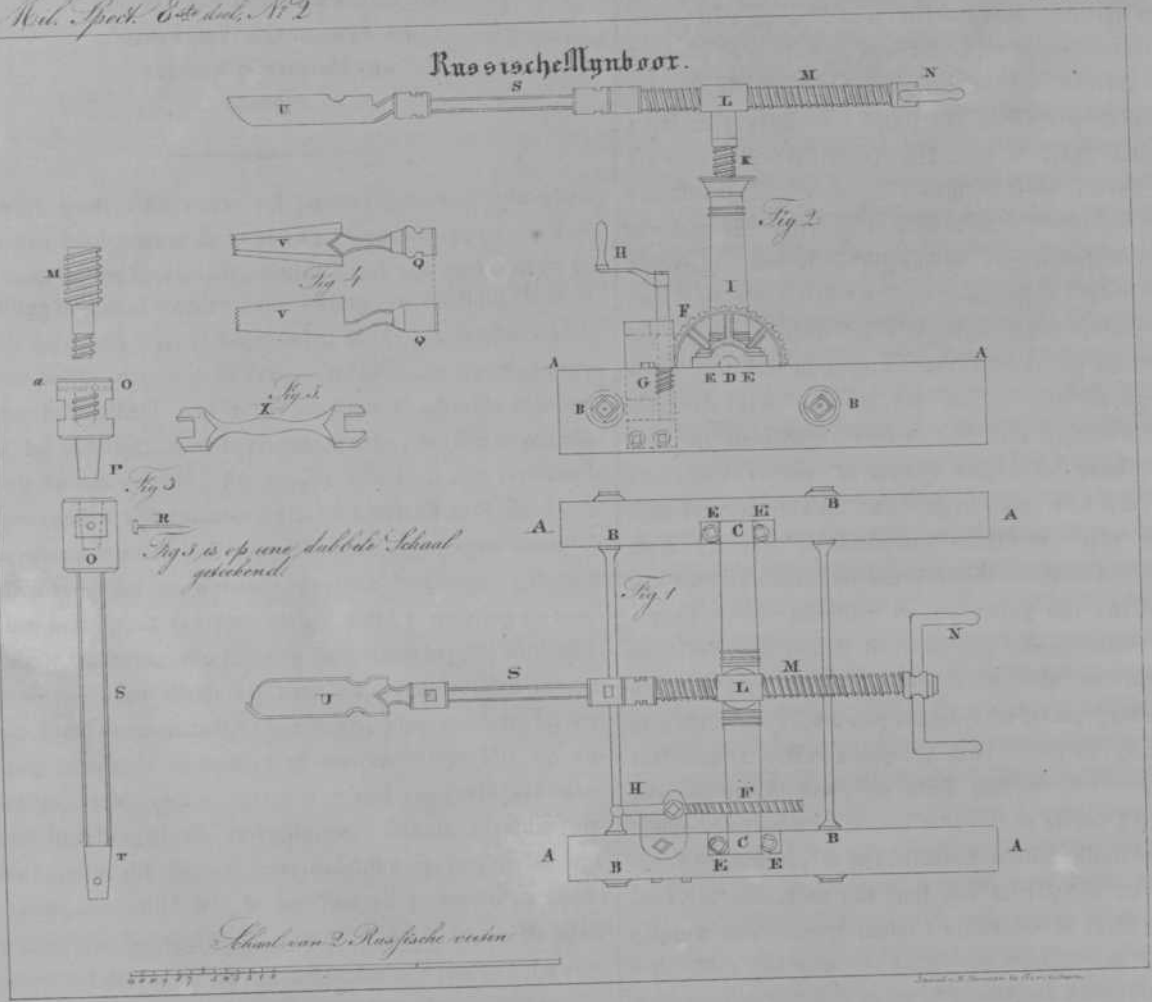 Mil. Spect. 8ste deel, No 2
Russische Mynboor.
U S L M N
K
Fig 2
H
V Q
Fig 4
V Q
M
I
F
A A
G E D E
B B
a O
X Fig 5.
P
Fig 3
R
O
Fig 3 is op eene dubbele Schaal
geteekend.
B B
A E C E A
Fig. 1
N
S M
U L
S
H F
A B E C E B A
T
Schaal van 2 Russische voeten